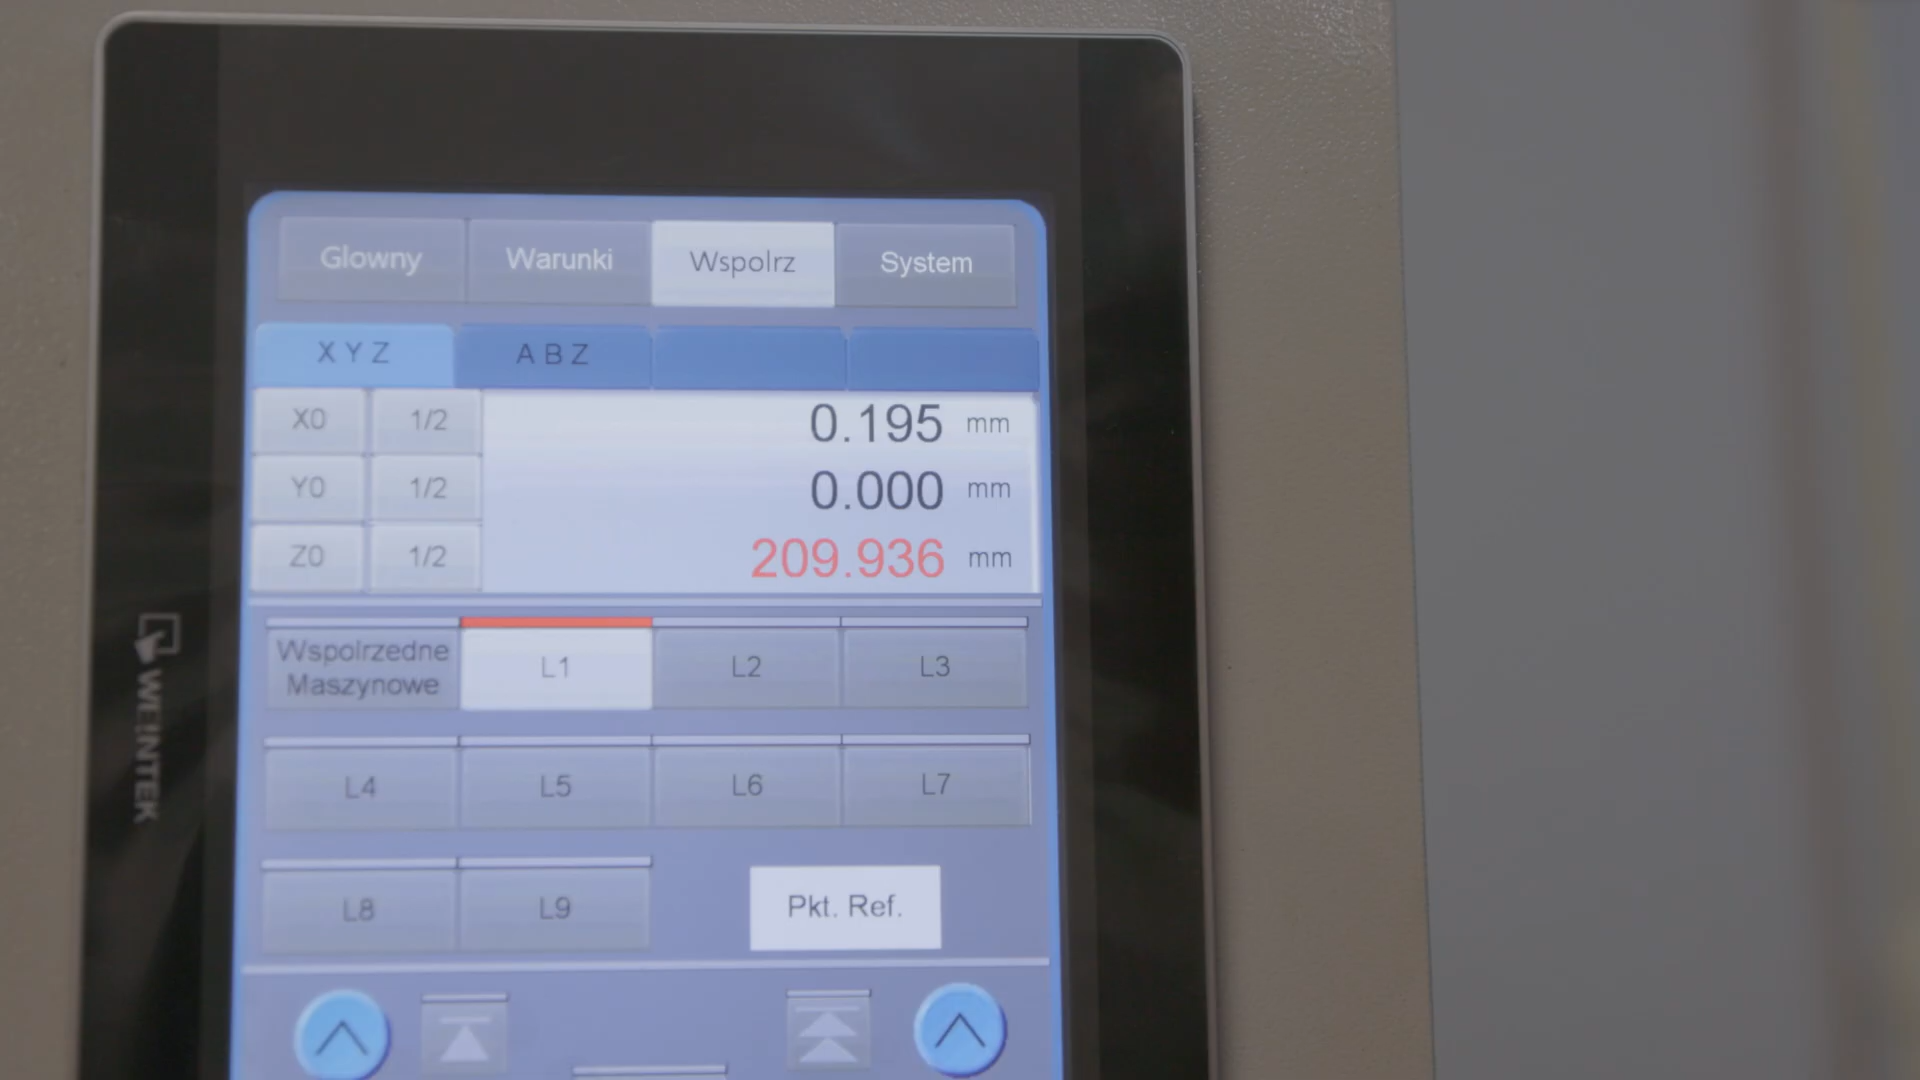 Glowny Warunki Wspolrz System
X Y Z A B Z
X0 1/2 0.195 mm
Y0 1/2 0.000 mm
Z0 1/2 209.936 mm
Wspolrzedne
Maszynowe
L1 L2 L3
L4 L5 L6 L7
L8 L9 Pkt. Ref.
WEINTEK